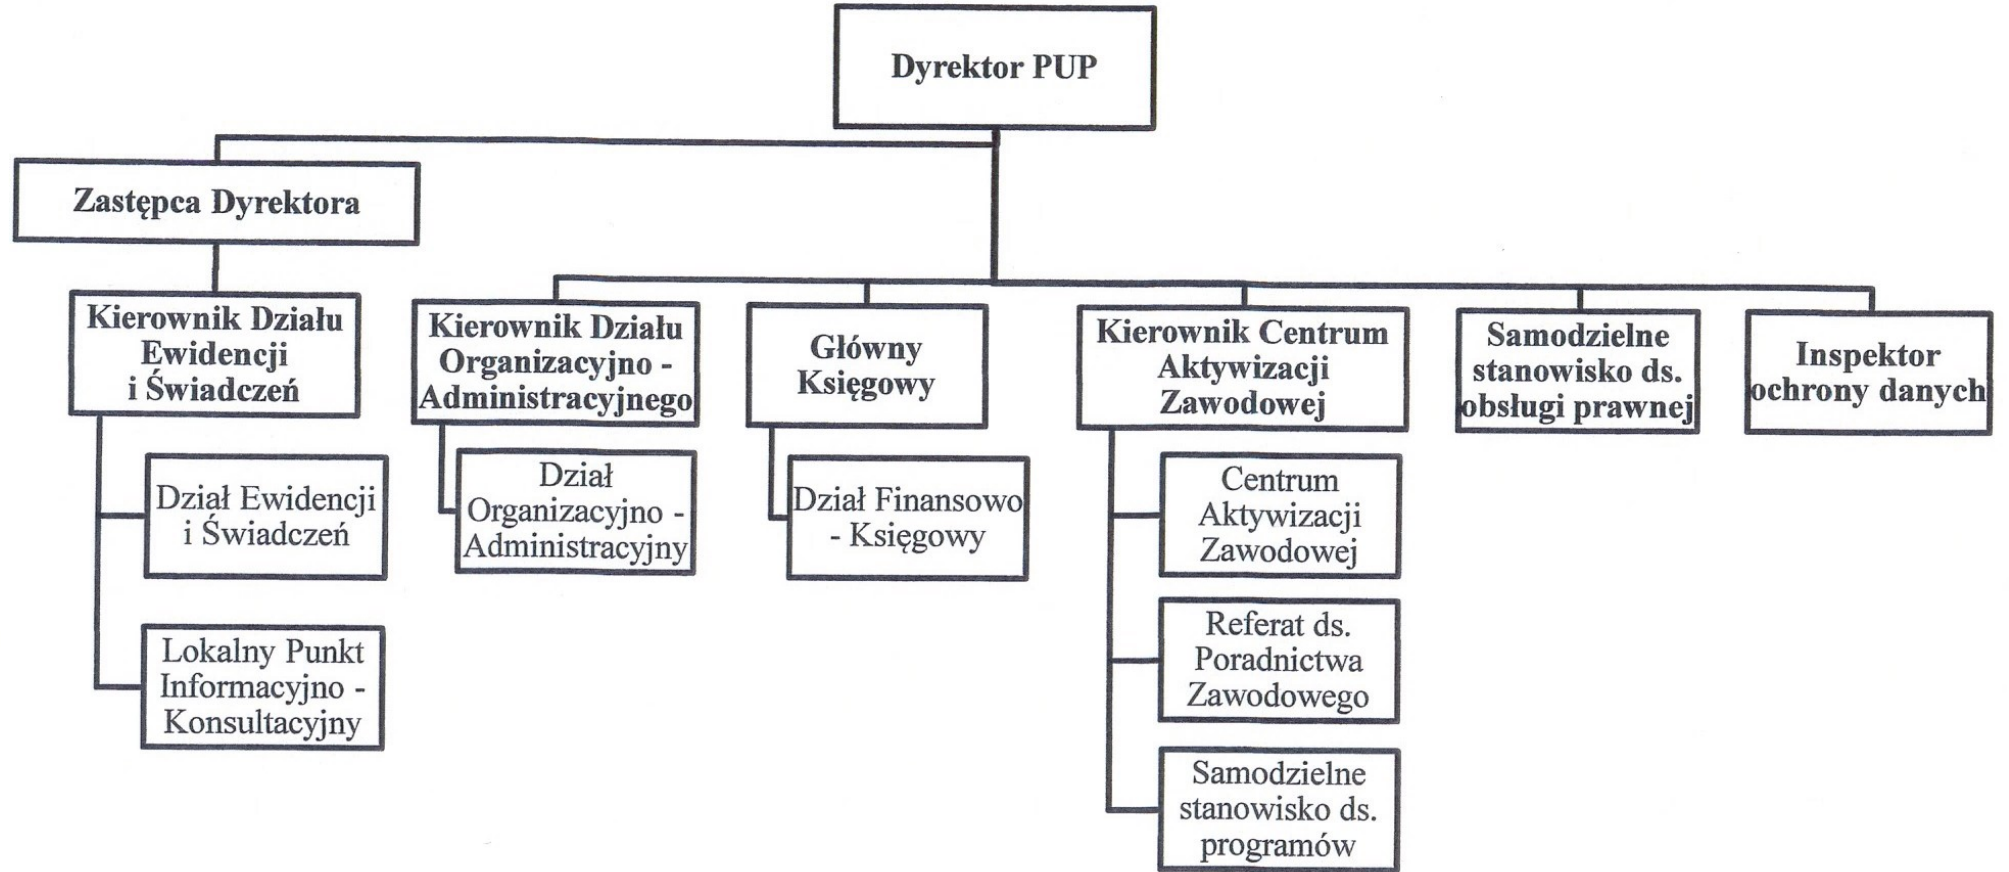 Dyrektor PUP
Zastępca Dyrektora
Kierownik Działu
Ewidencji
i Świadczeń
Kierownik Działu
Organizacyjno -
Administracyjnego
Główny
Księgowy
Kierownik Centrum
Aktywizacji
Zawodowej
Samodzielne
stanowisko ds.
obsługi prawnej
Inspektor
ochrony danych
Dział Ewidencji
i Świadczeń
Dział
Organizacyjno -
Administracyjny
Dział Finansowo
- Księgowy
Centrum
Aktywizacji
Zawodowej
Lokalny Punkt
Informacyjno -
Konsultacyjny
Referat ds.
Poradnictwa
Zawodowego
Samodzielne
stanowisko ds.
programów